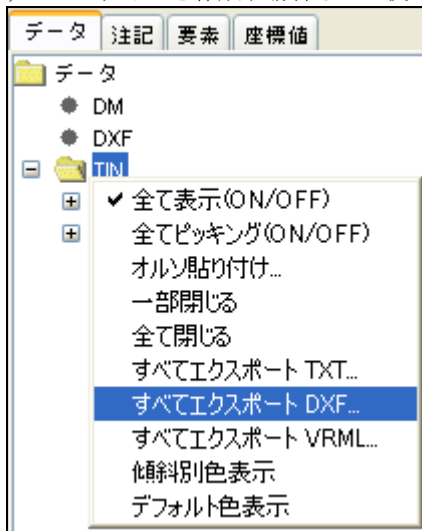 データ 注記 要素 座標値
データ
DM
DXF
TIN
全て表示(ON/OFF)
全てピッキング(ON/OFF)
オルソ貼り付け...
一部閉じる
全て閉じる
すべてエクスポート TXT...
すべてエクスポート DXF...
すべてエクスポート VRML...
傾斜別色表示
デフォルト色表示